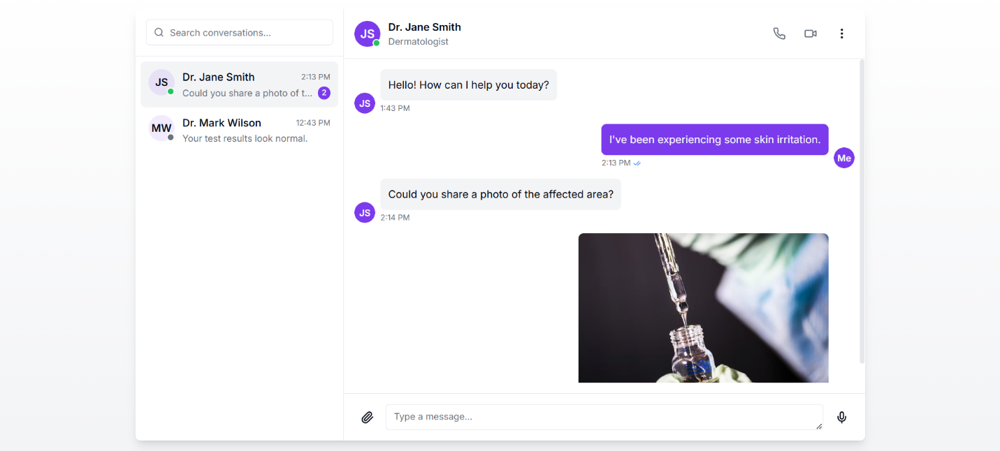 Search conversations...
JS
Dr. Jane Smith
2:13 PM
Could you share a photo of t...
2
MW
Dr. Mark Wilson
12:43 PM
Your test results look normal.
JS
Dr. Jane Smith
Dermatologist
Hello! How can I help you today?
JS
1:43 PM
I've been experiencing some skin irritation.
2:13 PM
Me
Could you share a photo of the affected area?
JS
2:14 PM
Type a message...